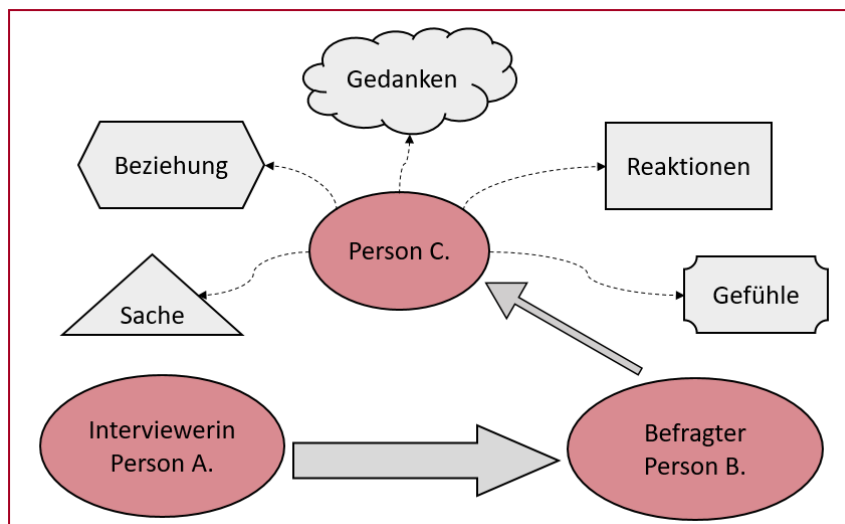 Gedanken
Beziehung
Reaktionen
Person C.
Sache
Gefühle
Interviewerin
Person A.
Befragter
Person B.